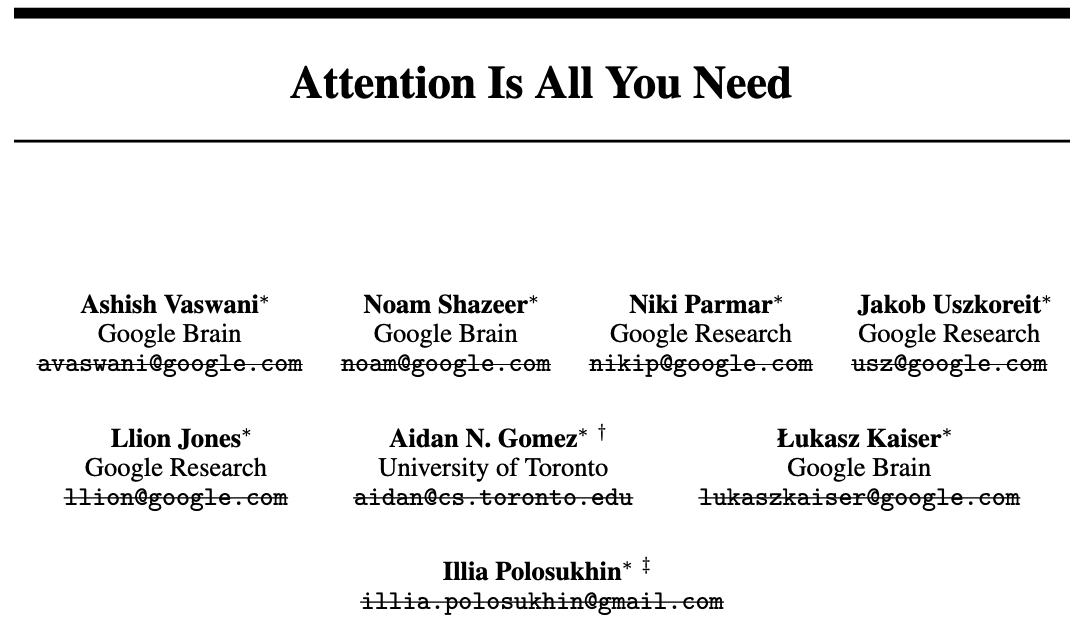 Attention Is All You Need
Ashish Vaswani* Noam Shazeer* Niki Parmar* Jakob Uszkoreit*
Google Brain Google Brain Google Research Google Research
avaswani@google.com noam@google.com nikip@google.com usz@google.com
Llion Jones* Aidan N. Gomez* † Łukasz Kaiser*
Google Research University of Toronto Google Brain
llion@google.com aidan@cs.toronto.edu lukaszkaiser@google.com
Illia Polosukhin* ‡
illia.polosukhin@gmail.com